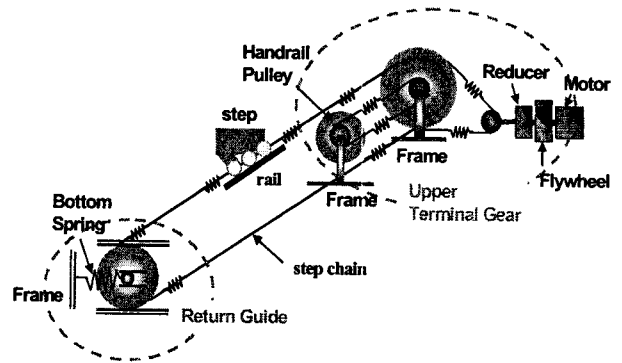 Handrail
Pulley
Reducer
Motor
step
rail
Frame
Flywheel
Frame
Upper
Terminal Gear
Bottom
Spring
step chain
Frame
Return Guide